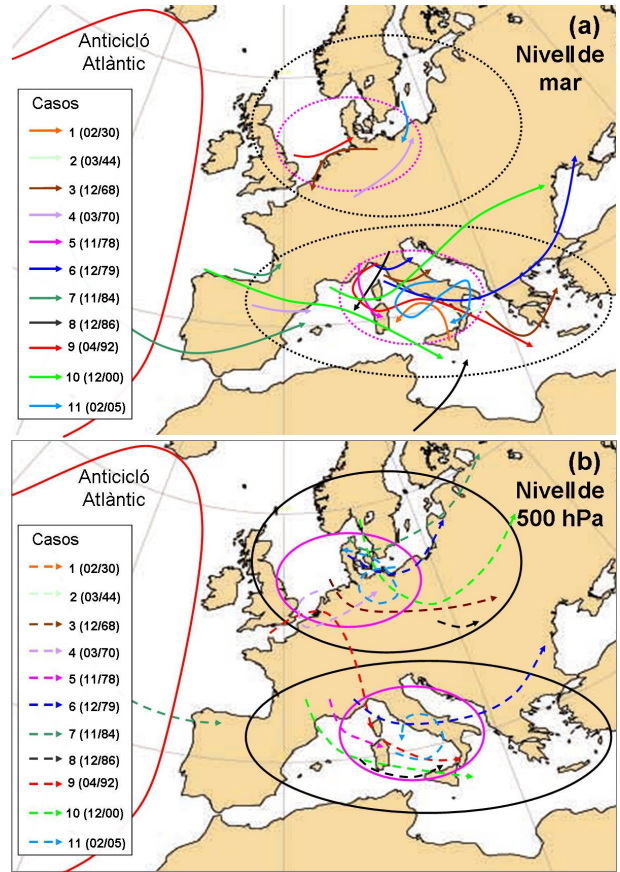 (a)
Nivell de
mar
Anticicló
Atlàntic
Casos
1 (02/30)
2 (03/44)
3 (12/68)
4 (03/70)
5 (11/78)
6 (12/79)
7 (11/84)
8 (12/86)
9 (04/92)
10 (12/00)
11 (02/05)
(b)
Nivell de
500 hPa
Anticicló
Atlàntic
Casos
1 (02/30)
2 (03/44)
3 (12/68)
4 (03/70)
5 (11/78)
6 (12/79)
7 (11/84)
8 (12/86)
9 (04/92)
10 (12/00)
11 (02/05)